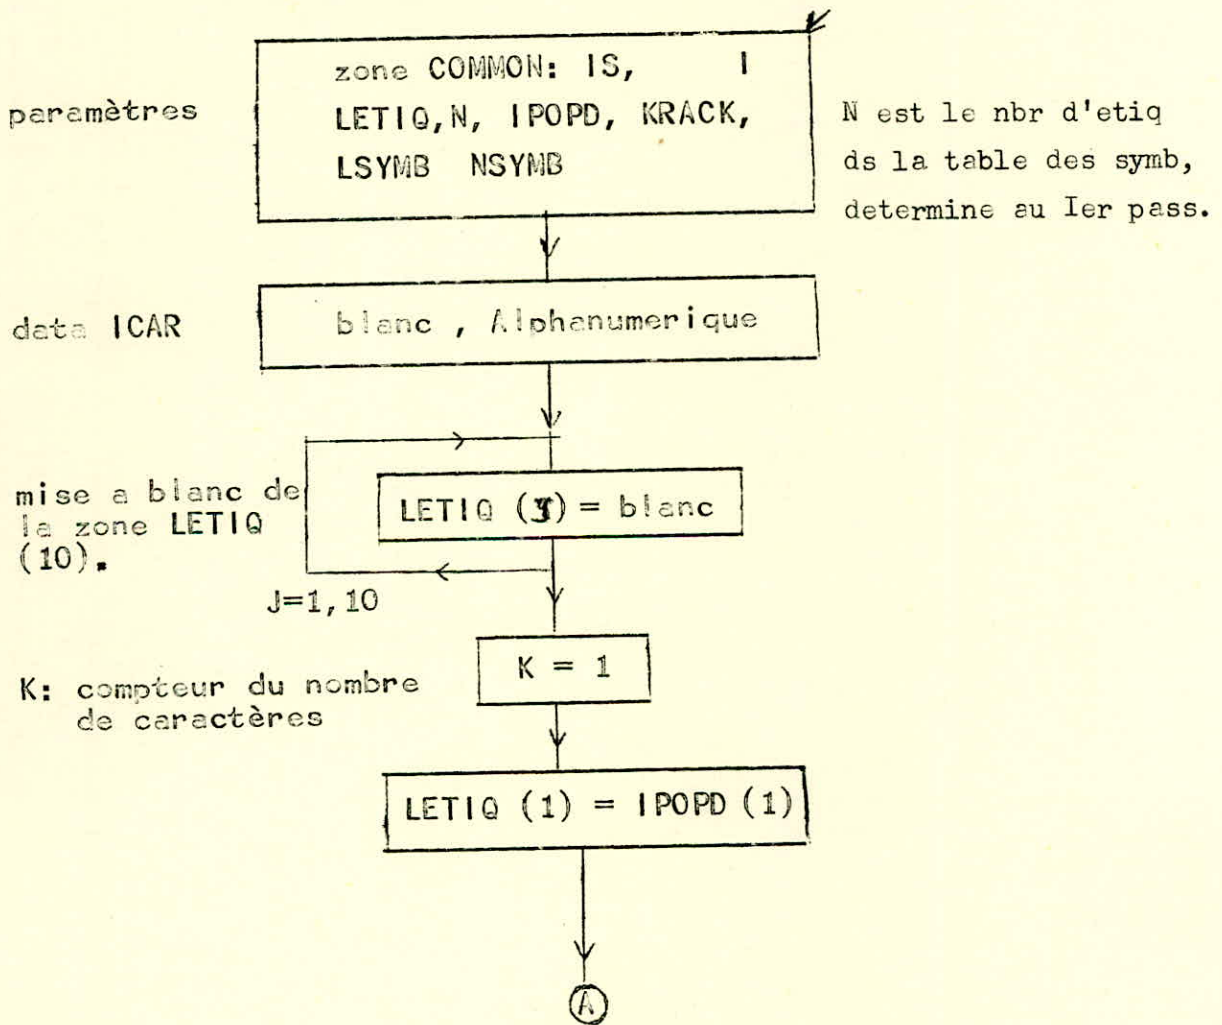 zone COMMON: IS, I
paramètres
LETIQ,N, IPOPD, KRACK,
LSYMB NSYMB
N est le nbr d'etiq
ds la table des symb,
determine au Ier pass.
data ICAR
blanc , Alphanumerique
mise a blanc de
la zone LETIQ
(10).
LETIQ (J) = blanc
J=1,10
K = 1
K: compteur du nombre
de caractères
LETIQ (1) = IPOPD (1)
A